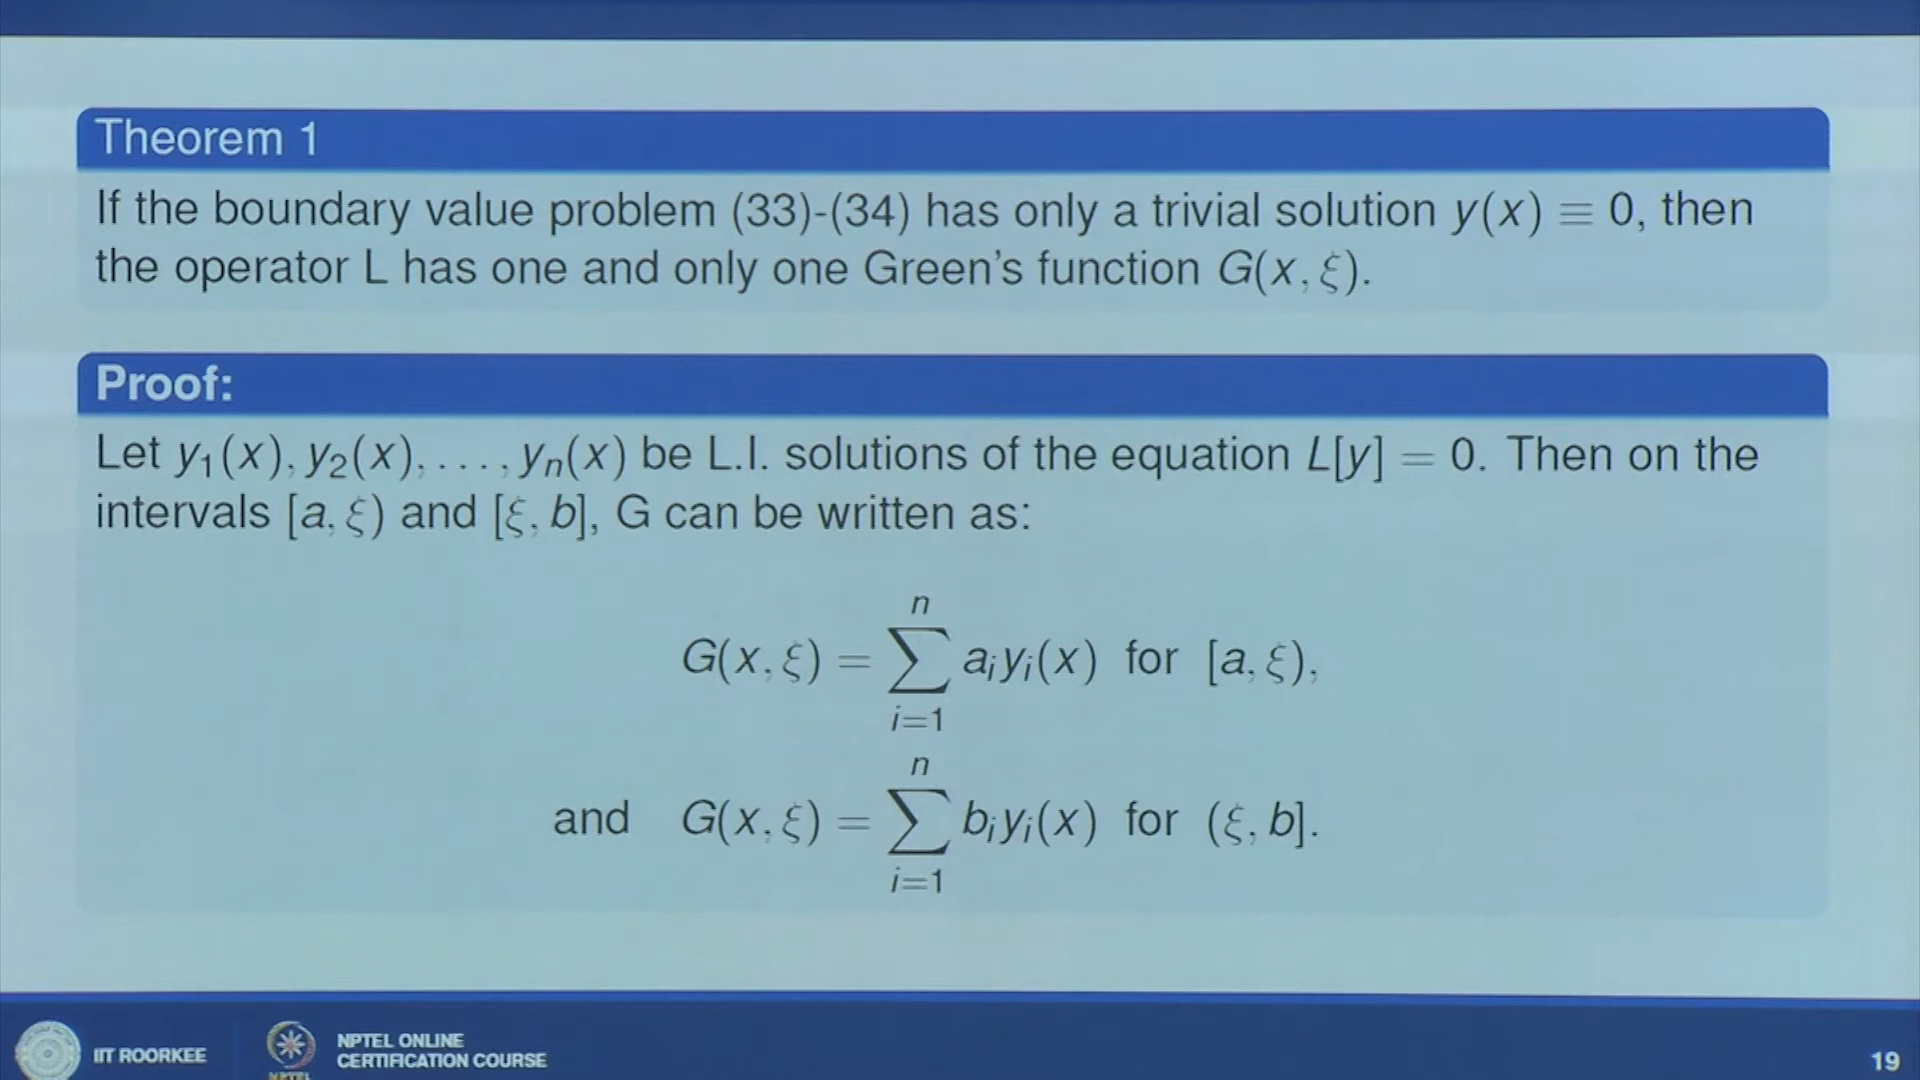 Theorem 1
If the boundary value problem (33)-(34) has only a trivial solution y(x) ≡ 0, then
the operator L has one and only one Green's function G(x, ξ).
Proof:
Let y₁(x), y₂(x), . . . , yₙ(x) be L.I. solutions of the equation L[y] = 0. Then on the
intervals [a, ξ) and [ξ, b], G can be written as:
G(x, ξ) = ∑_{i=1}^{n} aᵢyᵢ(x) for [a, ξ),
and G(x, ξ) = ∑_{i=1}^{n} bᵢyᵢ(x) for (ξ, b].
IIT ROORKEE
NPTEL
NPTEL ONLINE
CERTIFICATION COURSE
19